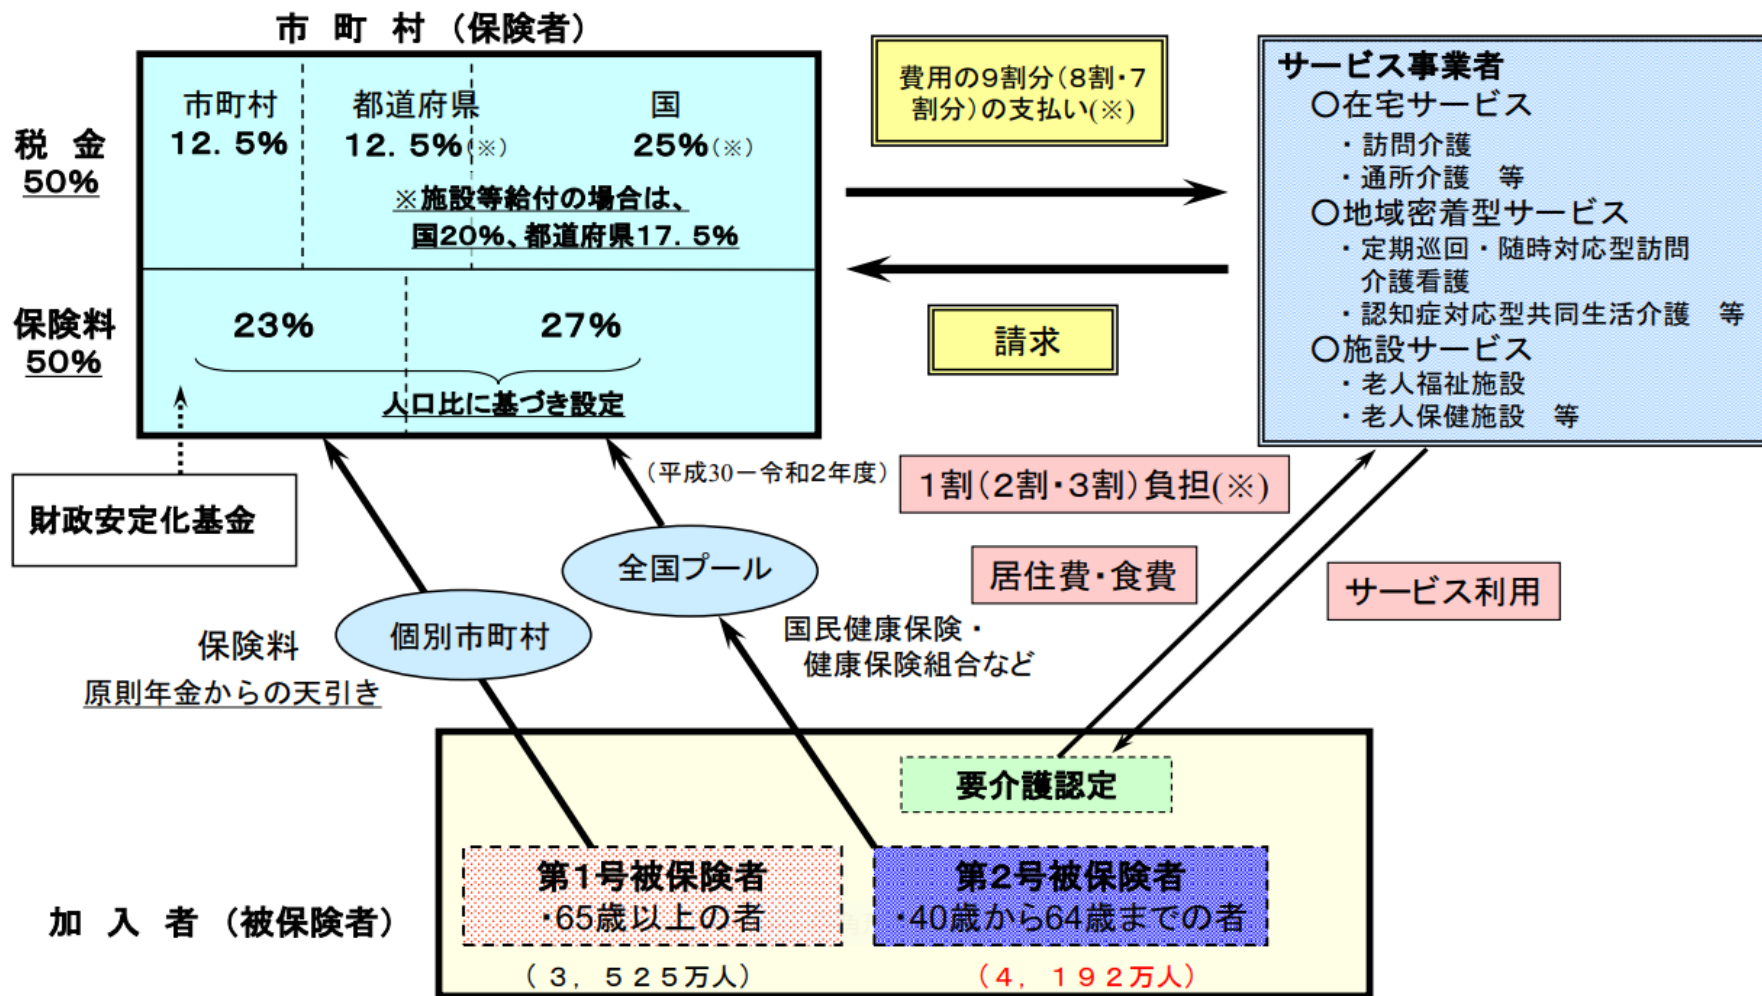 市 町 村 （保険者）
税 金
50%
市町村
12．5%
都道府県
12．5%（※）
国
25%（※）
※施設等給付の場合は、
国20%、都道府県17．5%
保険料
50%
23%
27%
人口比に基づき設定
財政安定化基金
費用の９割分（８割・７
割分）の支払い（※）
請求
サービス事業者
○在宅サービス
・訪問介護
・通所介護　等
○地域密着型サービス
・定期巡回・随時対応型訪問
介護看護
・認知症対応型共同生活介護　等
○施設サービス
・老人福祉施設
・老人保健施設　等
（平成30－令和2年度）
１割（２割・３割）負担（※）
全国プール
居住費・食費
サービス利用
個別市町村
国民健康保険・
健康保険組合など
保険料
原則年金からの天引き
要介護認定
第１号被保険者
・65歳以上の者
第２号被保険者
・40歳から64歳までの者
加 入 者 （被保険者）
（３，５２５万人）
（４，１９２万人）